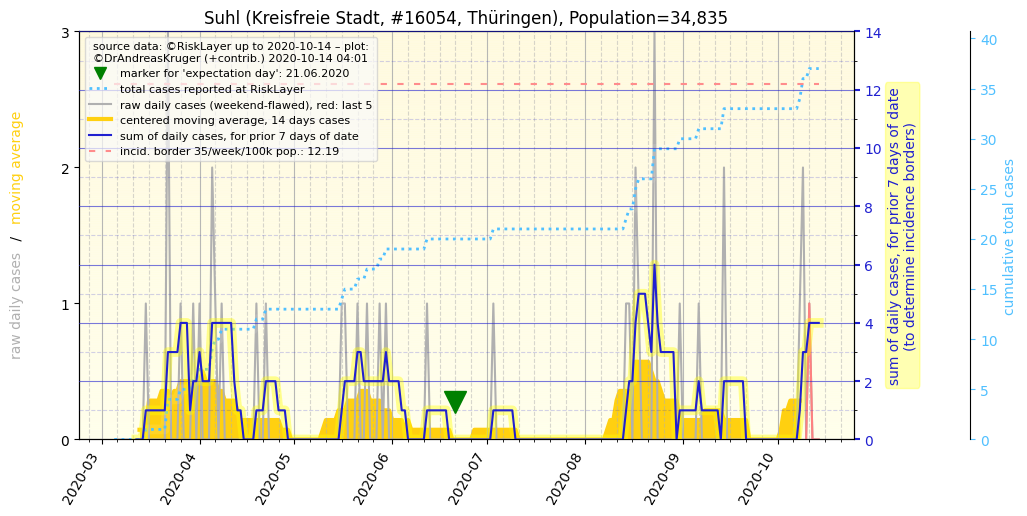 Suhl (Kreisfreie Stadt, #16054, Thüringen), Population=34,835
source data: ©RiskLayer up to 2020-10-14 – plot:
©DrAndreasKruger (+contrib.) 2020-10-14 04:01
marker for 'expectation day': 21.06.2020
total cases reported at RiskLayer
raw daily cases (weekend-flawed), red: last 5
centered moving average, 14 days cases
sum of daily cases, for prior 7 days of date
incid. border 35/week/100k pop.: 12.19
raw daily cases / moving average
3
2
1
0
2020-03
2020-04
2020-05
2020-06
2020-07
2020-08
2020-09
2020-10
14
12
10
8
6
4
2
0
sum of daily cases, for prior 7 days of date
(to determine incidence borders)
40
35
30
25
20
15
10
5
0
cumulative total cases